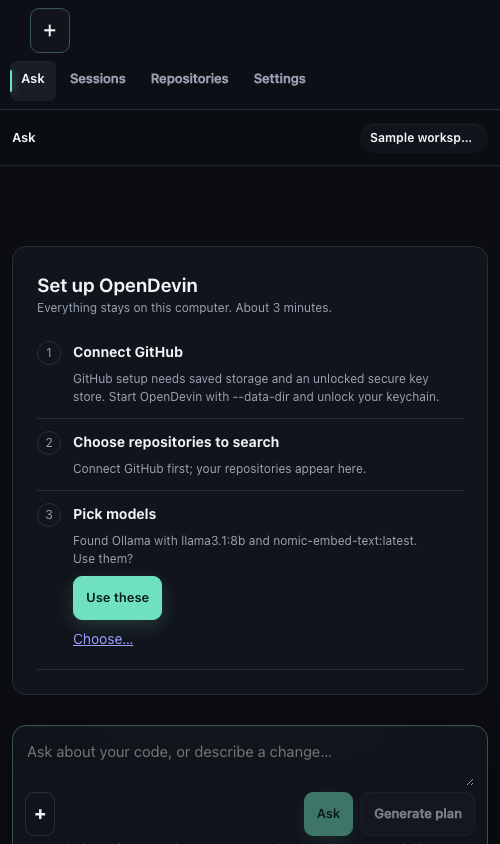 +
Ask
Sessions
Repositories
Settings
Ask
Sample worksp...
Set up OpenDevin
Everything stays on this computer. About 3 minutes.
1
Connect GitHub
GitHub setup needs saved storage and an unlocked secure key
store. Start OpenDevin with --data-dir and unlock your keychain.
2
Choose repositories to search
Connect GitHub first; your repositories appear here.
3
Pick models
Found Ollama with llama3.1:8b and nomic-embed-text:latest.
Use them?
Use these
Choose...
Ask about your code, or describe a change...
+
Ask
Generate plan